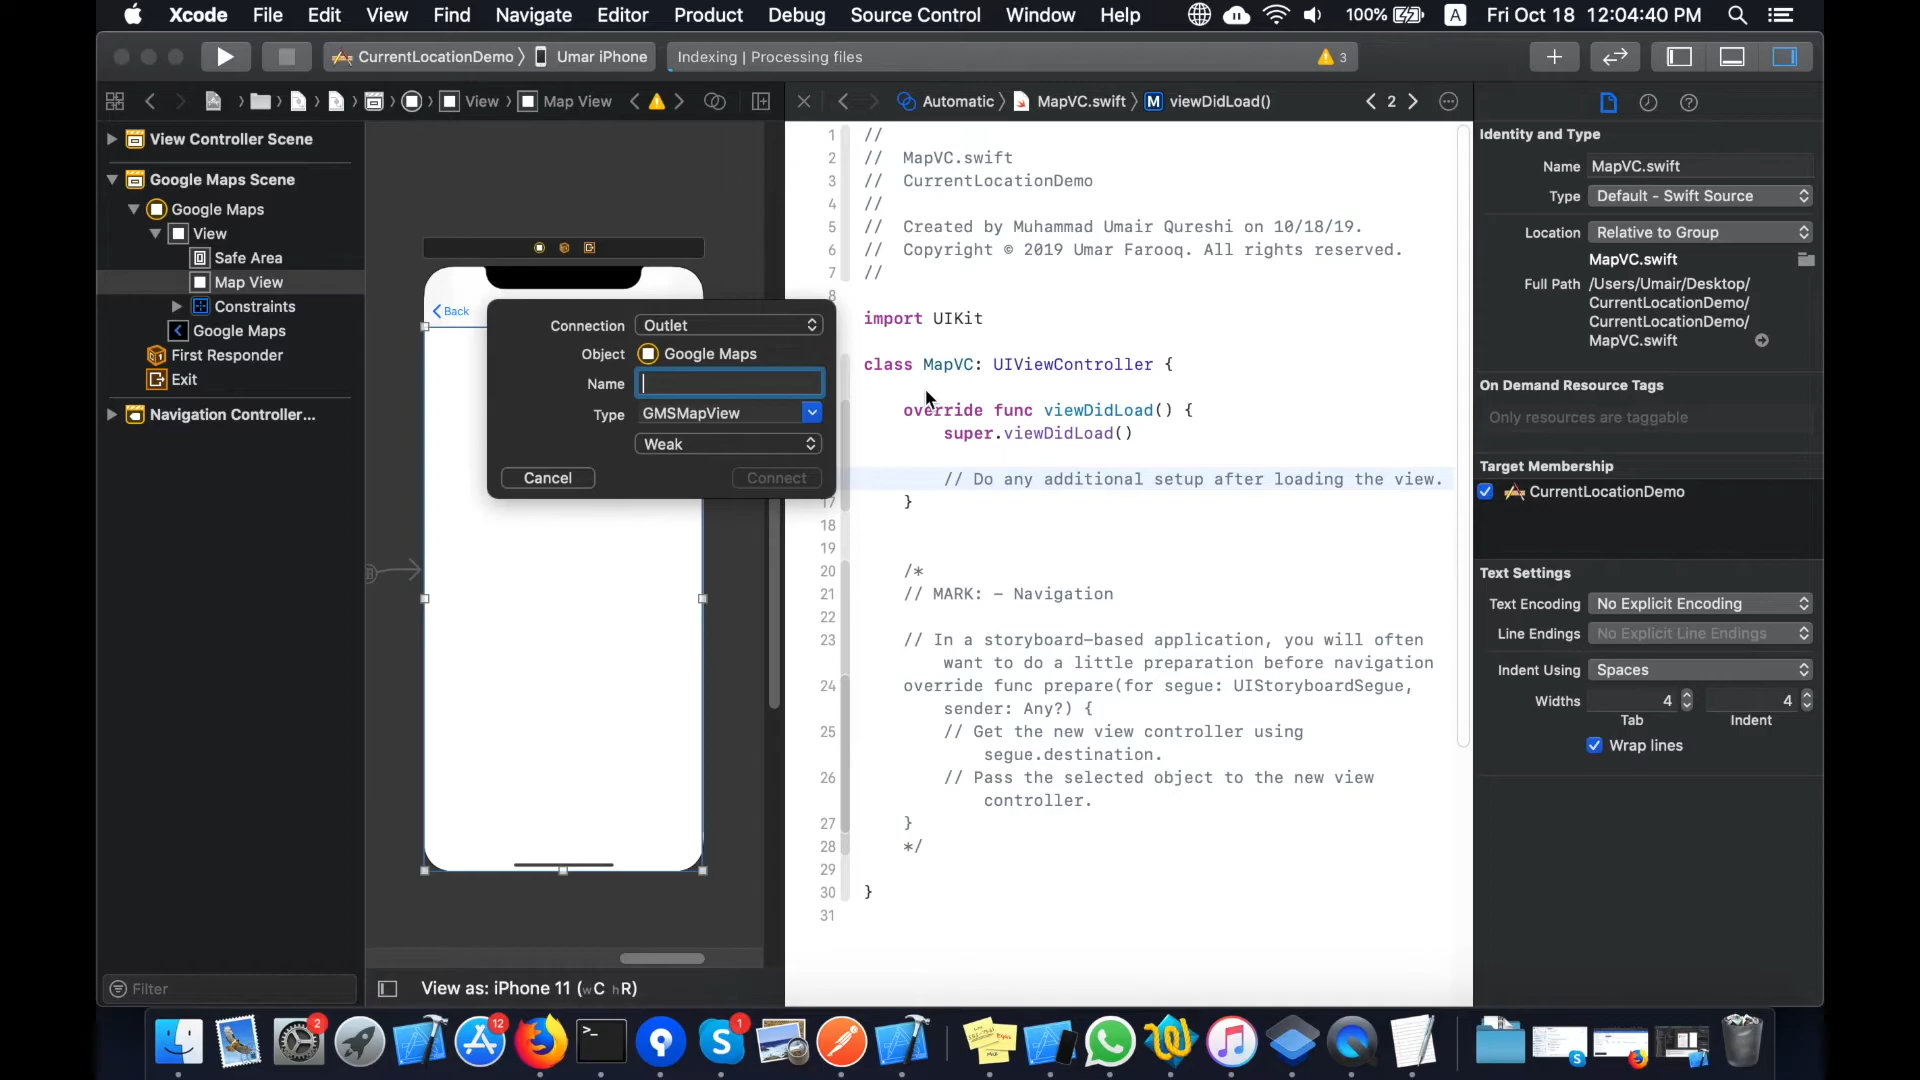 Xcode File Edit View Find Navigate Editor Product Debug Source Control Window Help 100% A Fri Oct 18 12:04:40 PM
CurrentLocationDemo Umar iPhone Indexing | Processing files 3
View Map View
Automatic MapVC.swift M viewDidLoad() 2
View Controller Scene
Google Maps Scene
Google Maps
View
Safe Area
Map View
Constraints
Google Maps
First Responder
Exit
Navigation Controller...
Filter
Back
View as: iPhone 11 (wC hR)
Connection Outlet
Object Google Maps
Name
Type GMSMapView
Weak
Cancel Connect
1 //
2 // MapVC.swift
3 // CurrentLocationDemo
4 //
5 // Created by Muhammad Umair Qureshi on 10/18/19.
6 // Copyright © 2019 Umar Farooq. All rights reserved.
7 //
8
import UIKit
class MapVC: UIViewController {
override func viewDidLoad() {
super.viewDidLoad()
// Do any additional setup after loading the view.
17 }
18
19
20 /*
21 // MARK: - Navigation
22
23 // In a storyboard-based application, you will often
want to do a little preparation before navigation
24 override func prepare(for segue: UIStoryboardSegue,
sender: Any?) {
25 // Get the new view controller using
segue.destination.
26 // Pass the selected object to the new view
controller.
27 }
28 */
29
30 }
31
Identity and Type
Name MapVC.swift
Type Default - Swift Source
Location Relative to Group
MapVC.swift
Full Path /Users/Umair/Desktop/
CurrentLocationDemo/
CurrentLocationDemo/
MapVC.swift
On Demand Resource Tags
Only resources are taggable
Target Membership
CurrentLocationDemo
Text Settings
Text Encoding No Explicit Encoding
Line Endings No Explicit Line Endings
Indent Using Spaces
Widths 4 4
Tab Indent
Wrap lines
2 12 1